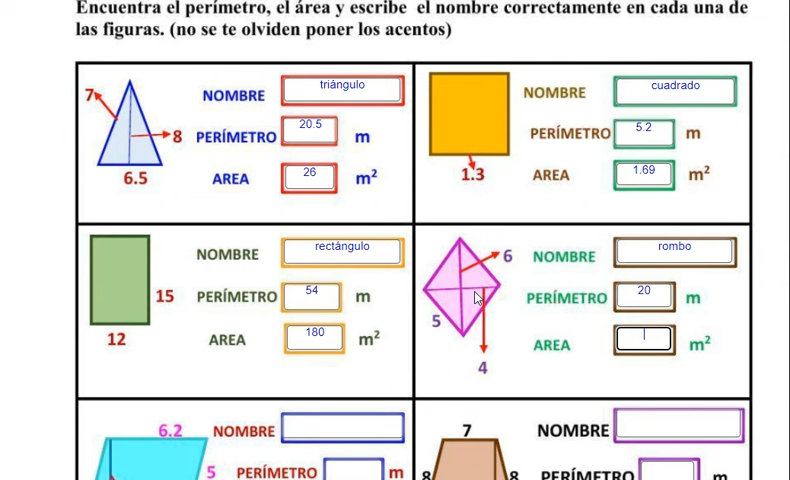 Encuentra el perímetro, el área y escribe el nombre correctamente en cada una de
las figuras. (no se te olviden poner los acentos)
7
8
6.5
NOMBRE triángulo
PERÍMETRO 20.5 m
AREA 26 m²
1.3
NOMBRE cuadrado
PERÍMETRO 5.2 m
AREA 1.69 m²
15
12
NOMBRE rectángulo
PERÍMETRO 54 m
AREA 180 m²
6
5
4
NOMBRE rombo
PERÍMETRO 20 m
AREA m²
6.2
5
NOMBRE
PERÍMETRO m
7
8 8
NOMBRE
PERÍMETRO m